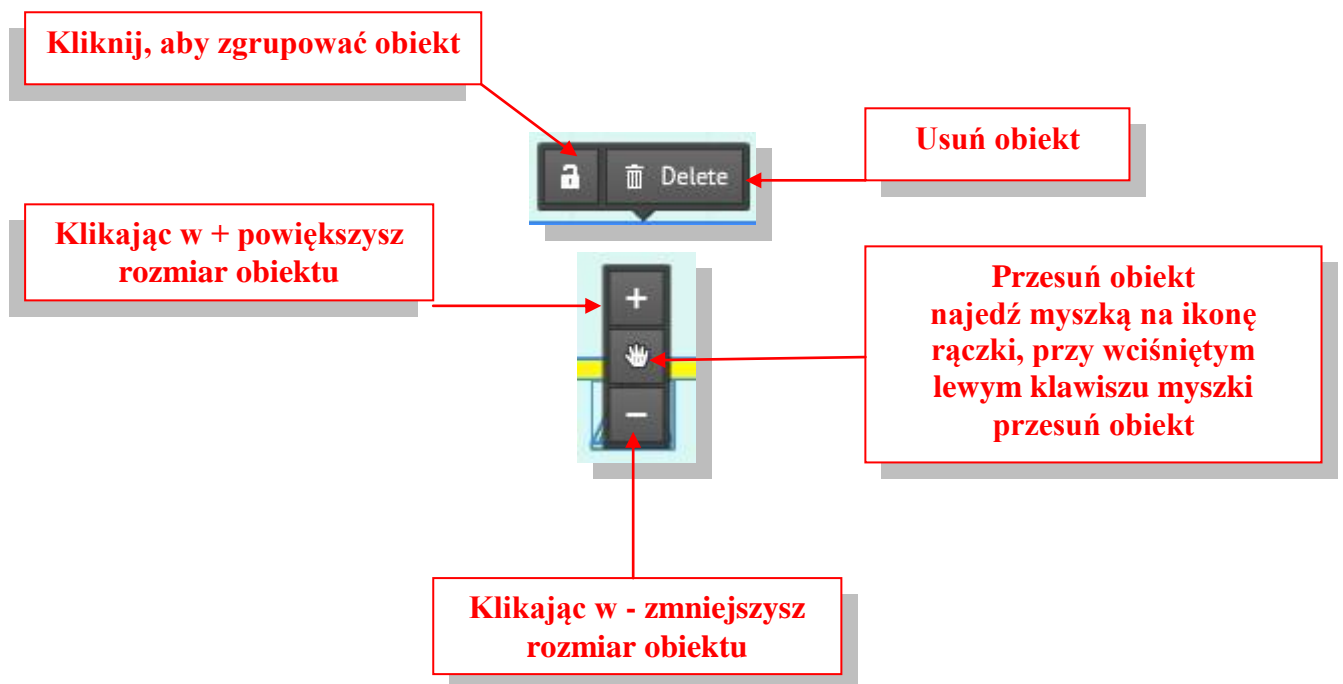 Kliknij, aby zgrupować obiekt
Usuń obiekt
Delete
Klikając w + powiększysz
rozmiar obiektu
+
Przesuń obiekt
najedź myszką na ikonę
rączki, przy wciśniętym
lewym klawiszu myszki
przesuń obiekt
−
Klikając w - zmniejszysz
rozmiar obiektu